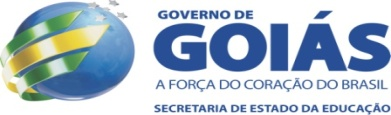 GOVERNO DE
GOIÁS
A FORÇA DO CORAÇÃO DO BRASIL
SECRETARIA DE ESTADO DA EDUCAÇÃO